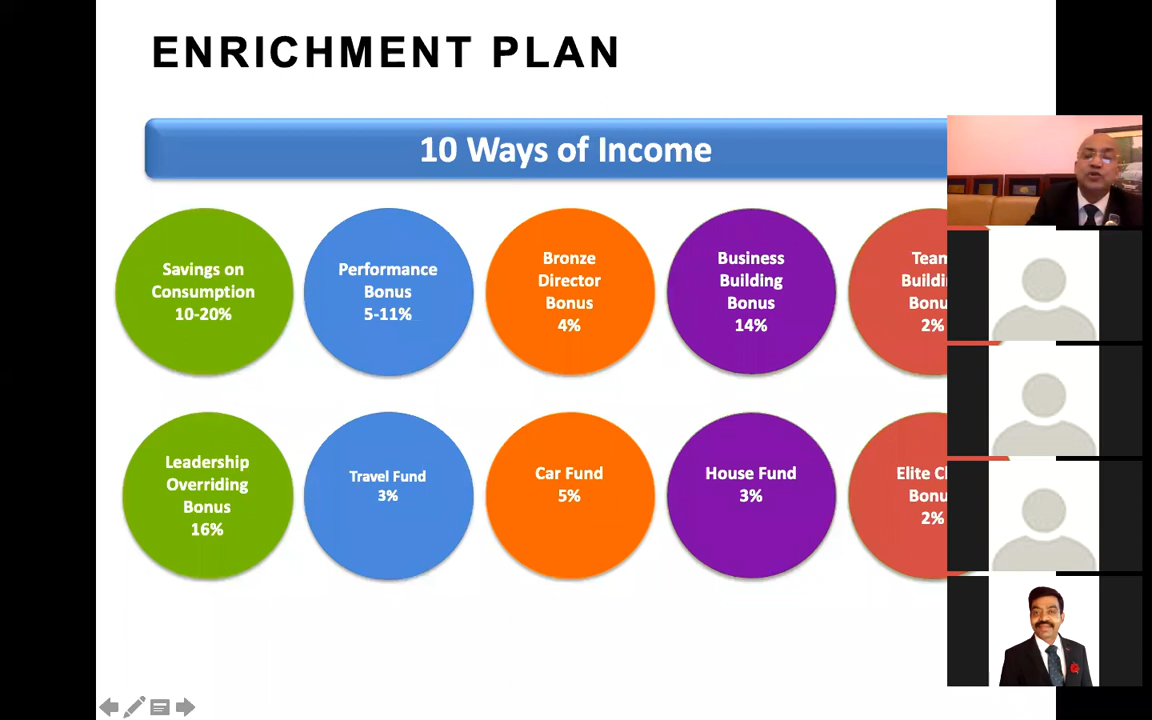 ENRICHMENT PLAN
10 Ways of Income
Savings on
Consumption
10-20%
Performance
Bonus
5-11%
Bronze
Director
Bonus
4%
Business
Building
Bonus
14%
2%
Leadership
Overriding
Bonus
16%
Travel Fund
3%
Car Fund
5%
House Fund
3%
Elite
2%